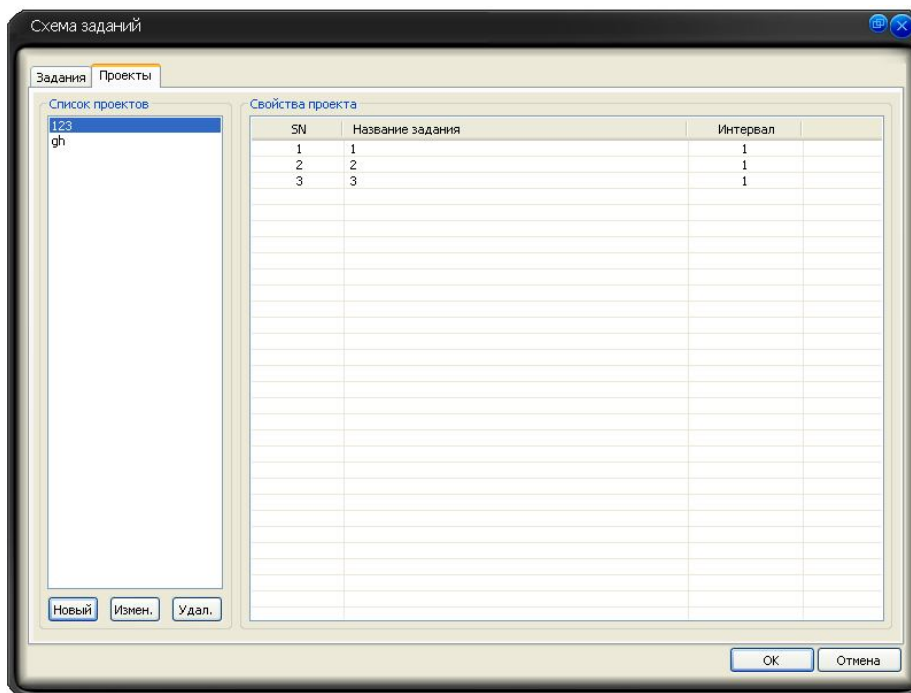 Схема заданий
Задания Проекты
Список проектов
123
gh
Новый Измен. Удал.
Свойства проекта
SN Название задания Интервал
1 1 1
2 2 1
3 3 1
OK Отмена